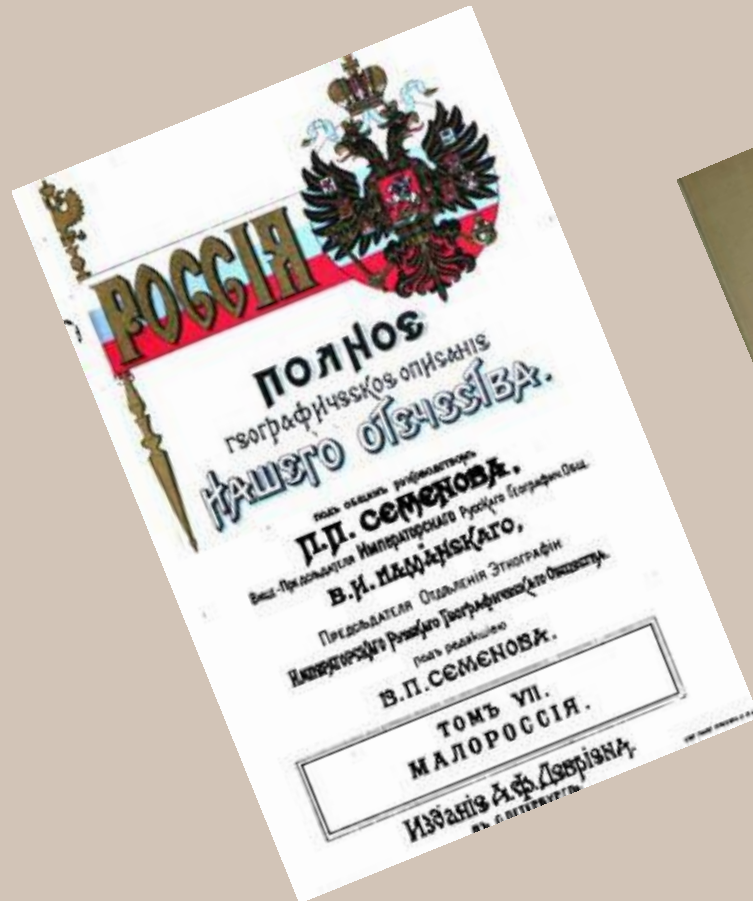 РОССІЯ
ПОЛНОЕ
географическое описаніе
НАШЕГО ОТЕЧЕСТВА.
подъ общимъ руководствомъ
П.П. СЕМЕНОВА,
Вице-Предсѣдателя Императорскаго Русскаго Географич. Общ.
В.И. ЛАМАНСКАГО,
Предсѣдателя Отдѣленія Этнографіи
Императорскаго Русскаго Географическаго Общества.
подъ редакціею
В.П. СЕМЕНОВА.
ТОМЪ VII.
МАЛОРОССІЯ.
Изданіе А.Ф. Девріена.